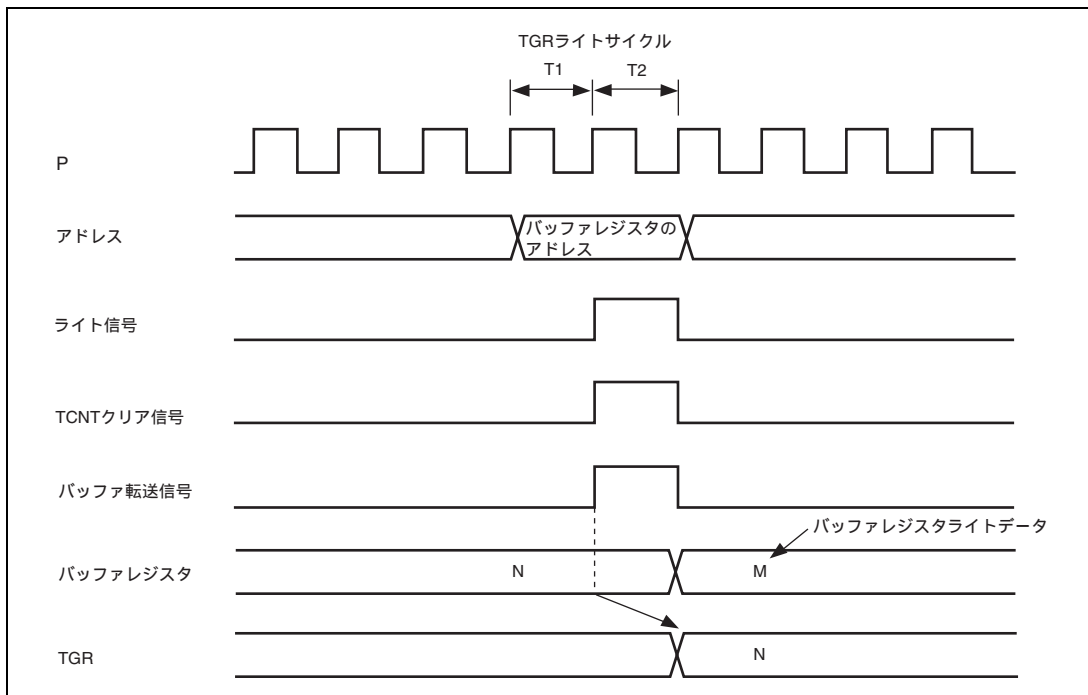 TGRライトサイクル
T1
T2
P
アドレス
バッファレジスタの
アドレス
ライト信号
TCNTクリア信号
バッファ転送信号
バッファレジスタライトデータ
バッファレジスタ
N
M
TGR
N